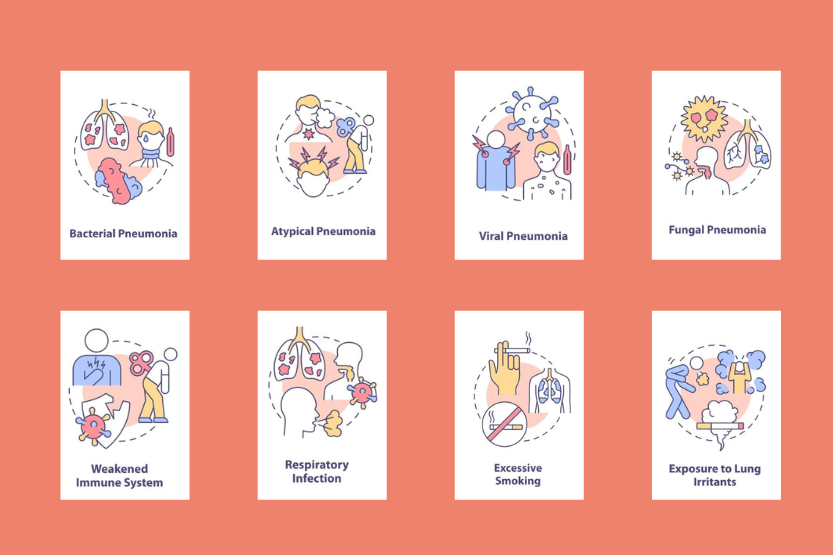 Bacterial Pneumonia
Atypical Pneumonia
Viral Pneumonia
Fungal Pneumonia
Weakened
Immune System
Respiratory
Infection
Excessive
Smoking
Exposure to Lung
Irritants